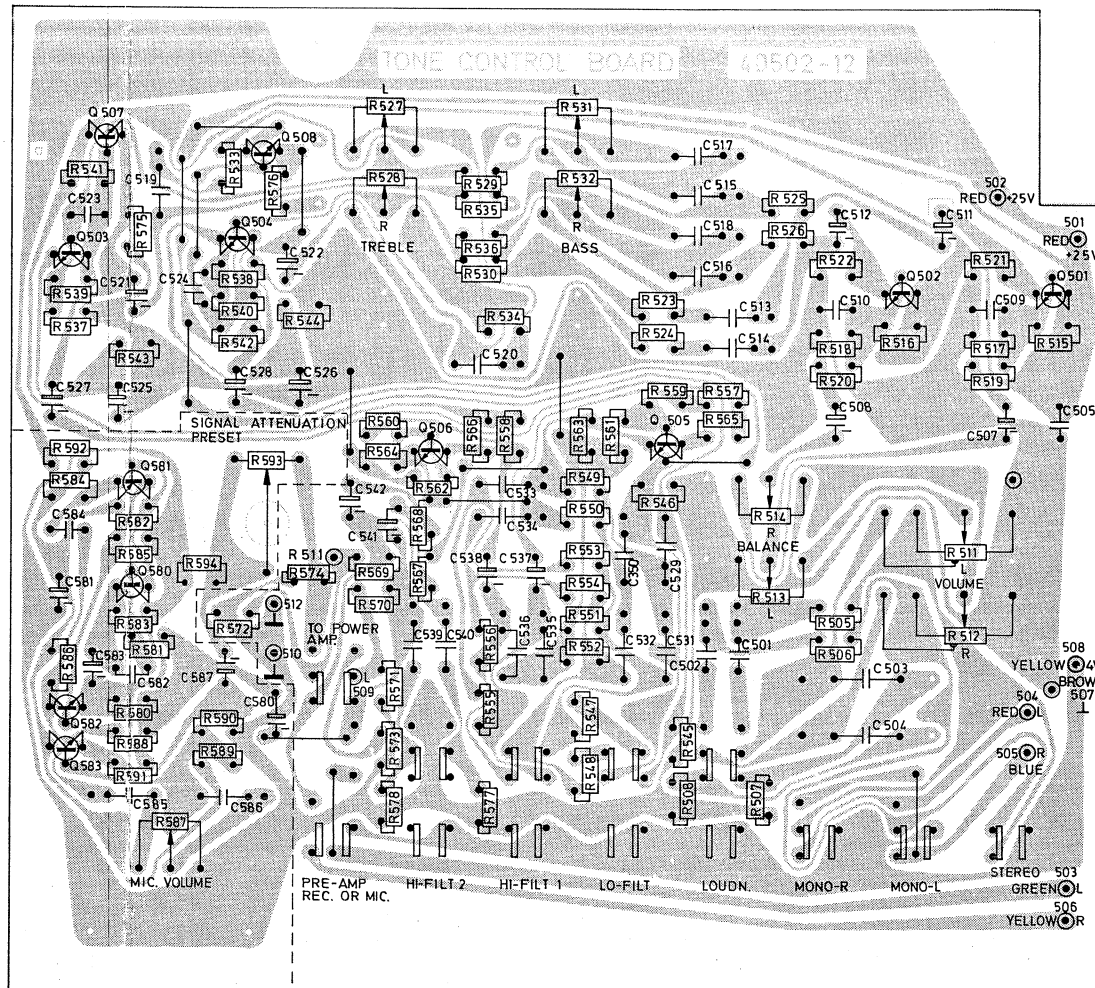 TONE CONTROL BOARD 40502-12
L
L
Q507
R527
R531
Q508
C517
R541
R533
C519
R576
R528
R529
R532
C515
502
RED +25V
C523
R575
R535
R525
C512
C511
501
Q504
R
R
C518
R526
RED
+25V
Q503
TREBLE
R536
BASS
C522
R530
C516
R522
R521
Q501
C521
C524
R538
Q502
R539
R540
R544
R523
C513
C510
C509
R537
R534
R542
R524
C514
R518
R516
R517
R515
R543
C520
R520
R519
C527
C525
C528
C526
R559
R557
C508
C507
C505
SIGNAL ATTENUATION
PRESET
R560
Q506
R566
R558
R563
R561
Q505
R565
R592
R593
R564
R584
Q581
R562
R549
C542
C533
R546
C584
R582
R568
R550
R514
C534
R
R511
L
R585
C541
R511
BALANCE
C581
Q580
R594
R574
R569
R567
C538
C537
R553
C501
C529
VOLUME
R554
R513
L
R570
R583
512
R551
R505
R512
R
R572
TO POWER
AMP.
C539
C540
R556
C536
C535
C532
C531
C501
R581
R552
C502
R506
R586
C583
510
508
YELLOW 4V
C582
C587
L
509
R571
C503
BROWN
507
C580
R555
504
RED L
Q582
R580
R590
R547
C504
Q583
R588
R589
R573
R545
505 R
BLUE
R591
R548
R578
R577
R508
R507
C585
C586
R587
MIC. VOLUME
PRE-AMP
REC. OR MIC.
HI-FILT 2
HI-FILT 1
LO-FILT
LOUDN.
MONO-R
MONO-L
STEREO
503
GREEN L
506
YELLOW R